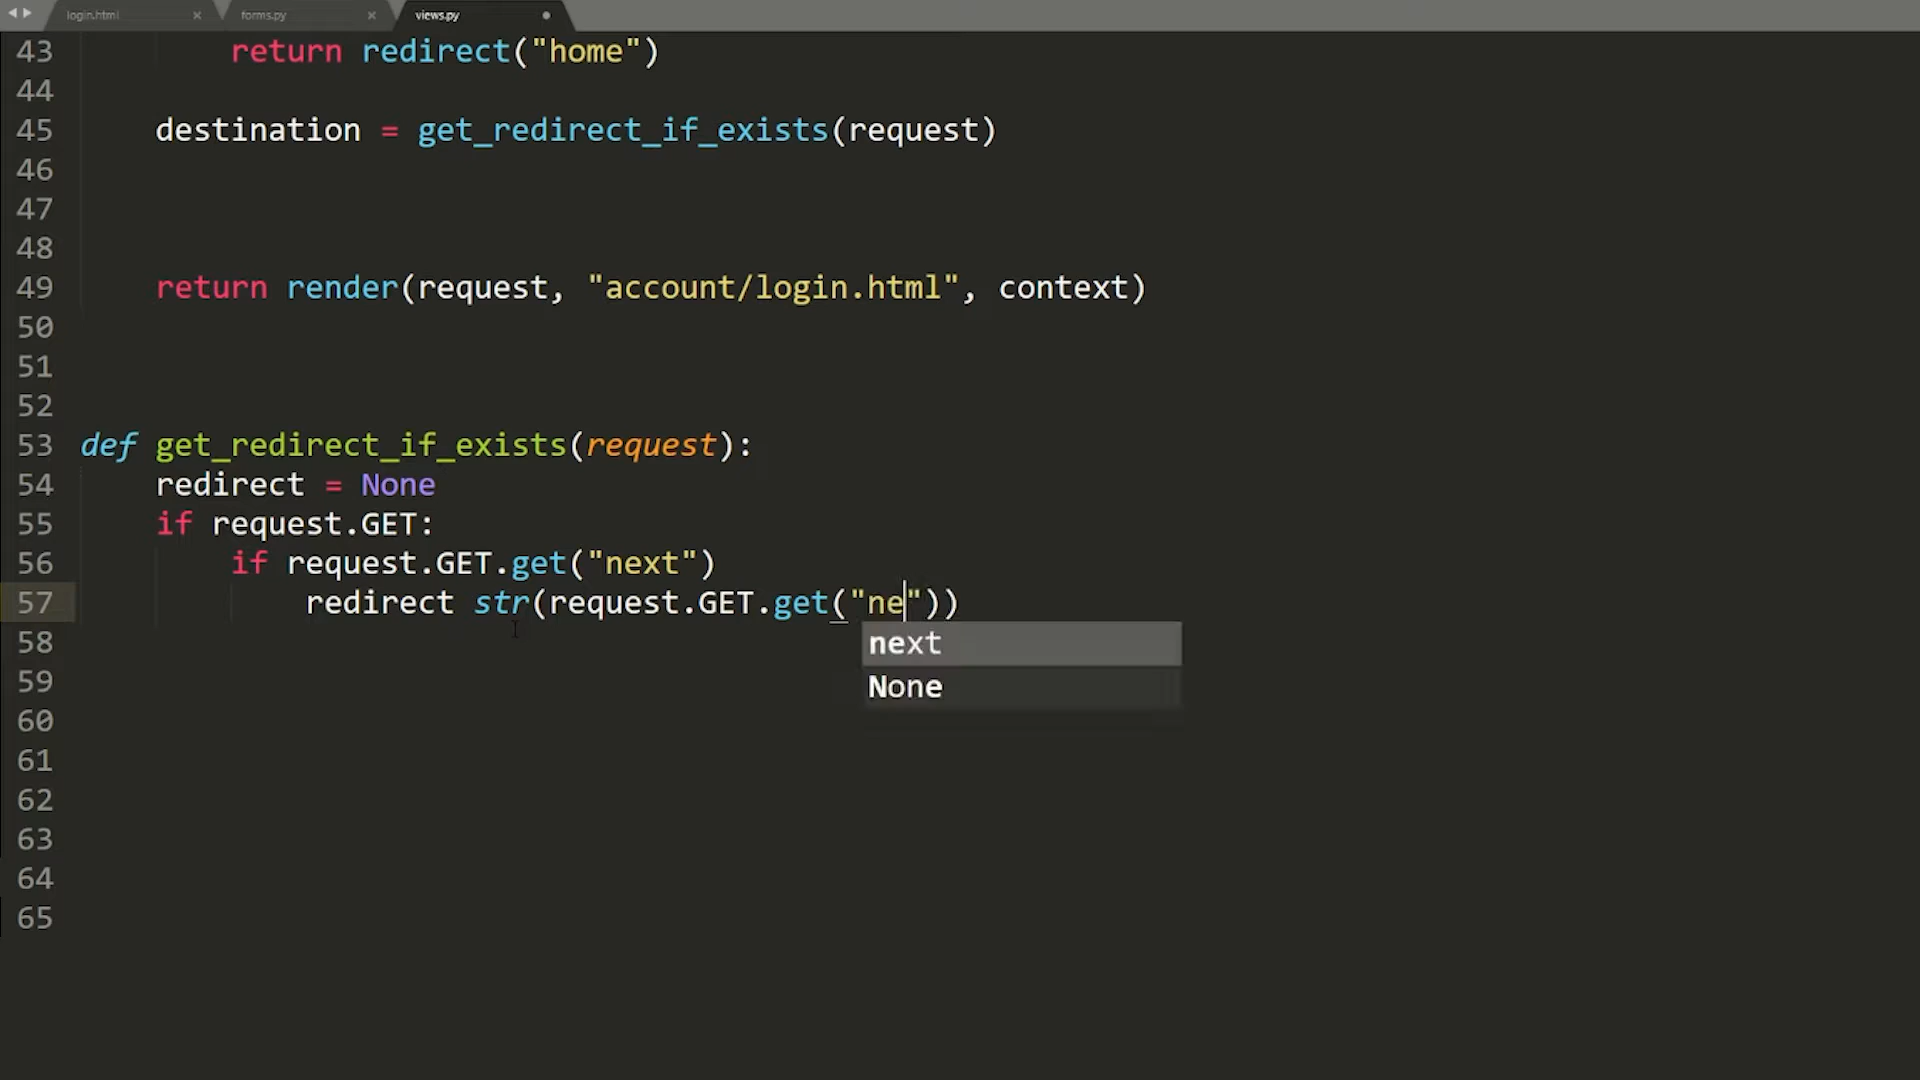 login.html × forms.py × views.py
43 return redirect("home")
44
45 destination = get_redirect_if_exists(request)
46
47
48
49 return render(request, "account/login.html", context)
50
51
52
53 def get_redirect_if_exists(request):
54 redirect = None
55 if request.GET:
56 if request.GET.get("next")
57 redirect str(request.GET.get("ne"))
58 next
59 None
60
61
62
63
64
65